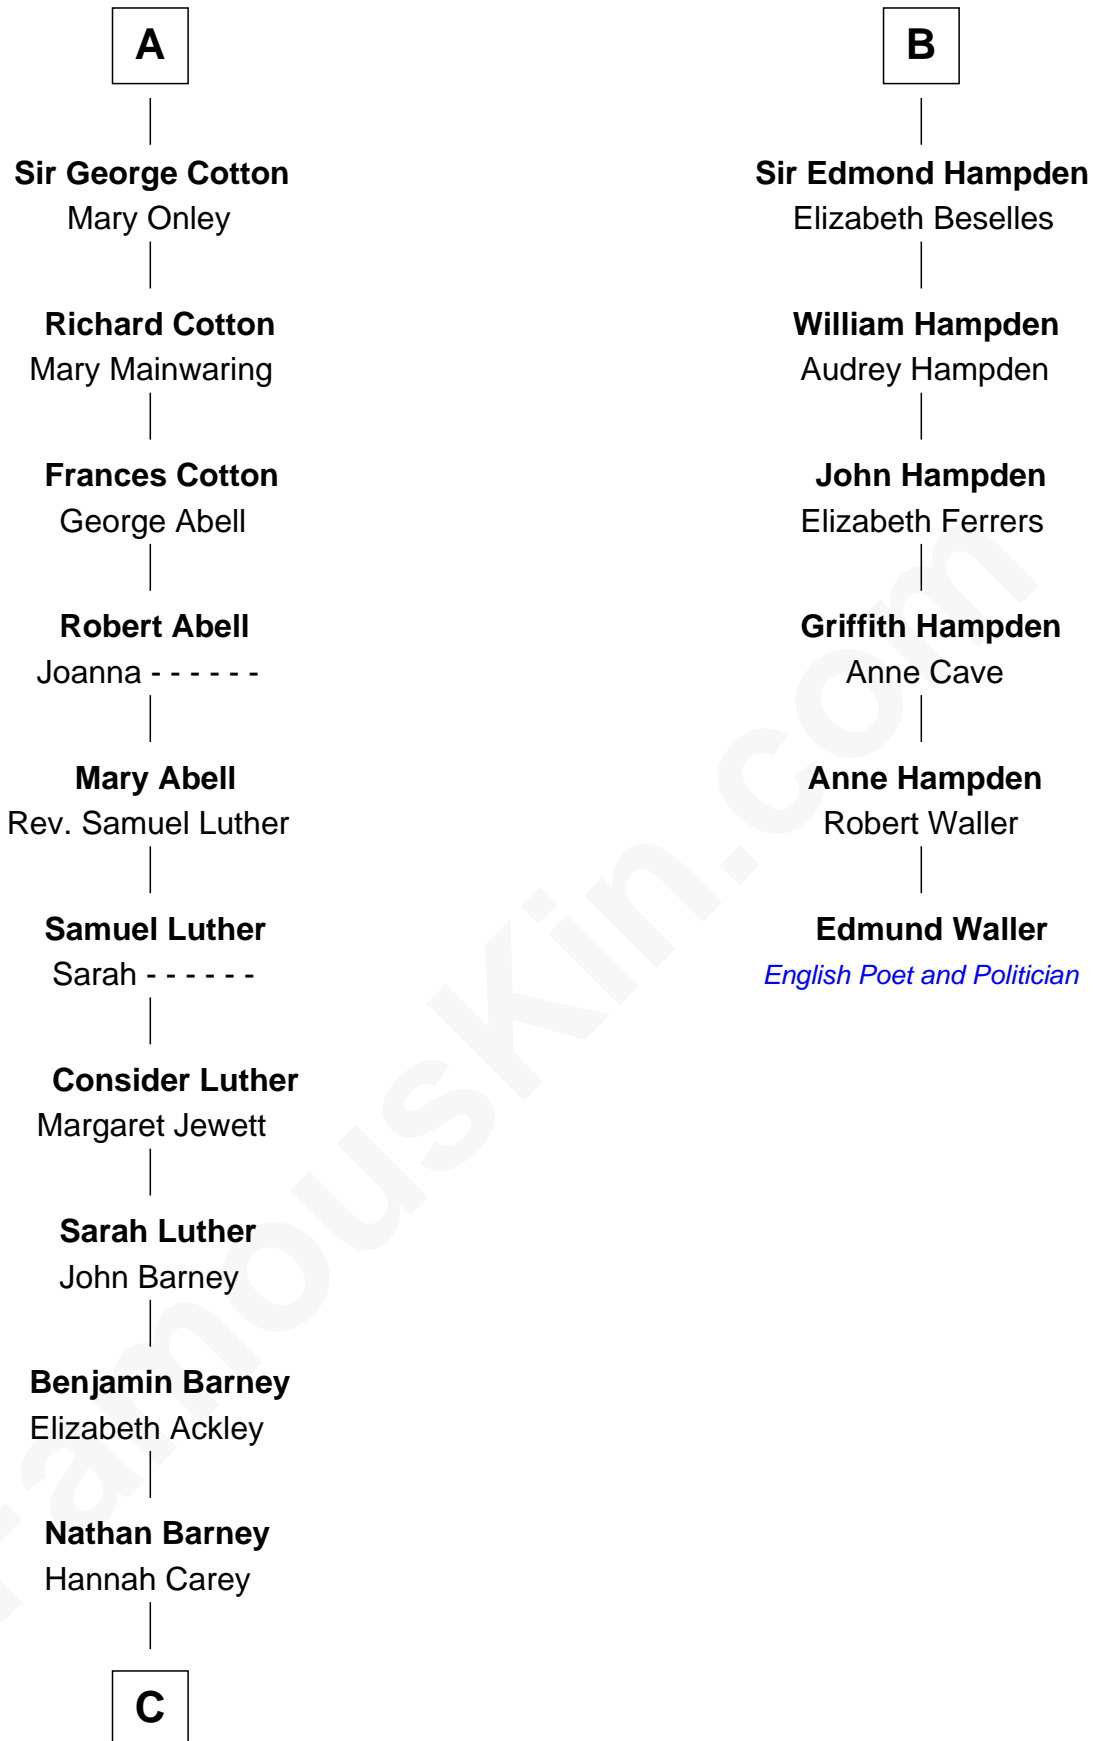 A
Sir George Cotton
Mary Onley
Richard Cotton
Mary Mainwaring
Frances Cotton
George Abell
Robert Abell
Joanna - - - - - -
Mary Abell
Rev. Samuel Luther
Samuel Luther
Sarah - - - - - -
Consider Luther
Margaret Jewett
Sarah Luther
John Barney
Benjamin Barney
Elizabeth Ackley
Nathan Barney
Hannah Carey
C
B
Sir Edmond Hampden
Elizabeth Beselles
William Hampden
Audrey Hampden
John Hampden
Elizabeth Ferrers
Griffith Hampden
Anne Cave
Anne Hampden
Robert Waller
Edmund Waller
English Poet and Politician
FamousKin.com